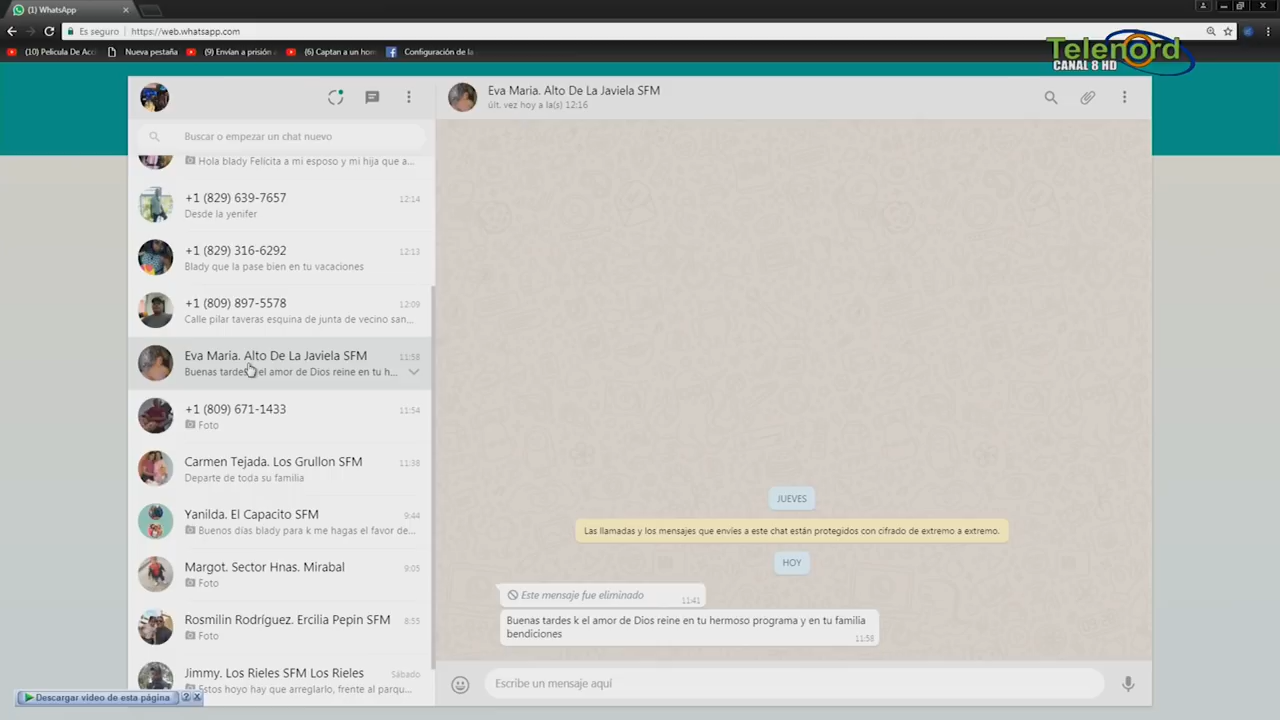 (1) WhatsApp
Es seguro
https://web.whatsapp.com
(10) Pelicula De Acc
Nueva pestaña
(9) Envían a prisión
(6) Captan a un hom
Configuración de la
Telenord
CANAL 8 HD
Buscar o empezar un chat nuevo
Hola blady Felícita a mi esposo y mi hija que a...
+1 (829) 639-7657
12:14
Desde la yenifer
+1 (829) 316-6292
12:13
Blady que la pase bien en tu vacaciones
+1 (809) 897-5578
12:09
Calle pilar taveras esquina de junta de vecino san...
Eva Maria. Alto De La Javiela SFM
11:58
Buenas tardes k el amor de Dios reine en tu h...
+1 (809) 671-1433
11:54
Foto
Carmen Tejada. Los Grullon SFM
11:38
Departe de toda su familia
Yanilda. El Capacito SFM
9:44
Buenos días blady para k me hagas el favor de...
Margot. Sector Hnas. Mirabal
9:05
Foto
Rosmilin Rodríguez. Ercilia Pepin SFM
8:55
Foto
Jimmy. Los Rieles SFM Los Rieles
Sábado
Estos hoyo hay que arreglarlo, frente al parqu...
Descargar vídeo de esta página
?
X
Eva Maria. Alto De La Javiela SFM
últ. vez hoy a la(s) 12:16
JUEVES
Las llamadas y los mensajes que envíes a este chat están protegidos con cifrado de extremo a extremo.
HOY
Este mensaje fue eliminado
11:41
Buenas tardes k el amor de Dios reine en tu hermoso programa y en tu familia
bendiciones
11:58
Escribe un mensaje aquí